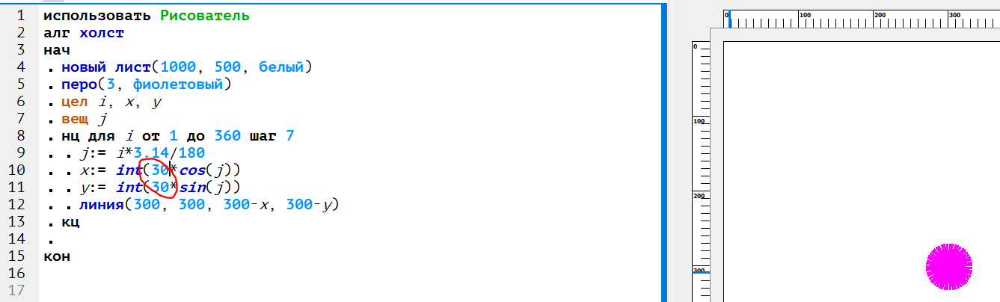 1 использовать Рисователь
2 алг холст
3 нач
4 . новый лист(1000, 500, белый)
5 . перо(3, фиолетовый)
6 . цел i, x, y
7 . вещ j
8 . нц для i от 1 до 360 шаг 7
9 . . j:= i*3.14/180
10 . . x:= int(30*cos(j))
11 . . y:= int(30*sin(j))
12 . . линия(300, 300, 300-x, 300-y)
13 . кц
14 .
15 кон
16
17
0 100 200 300
0
100
200
300